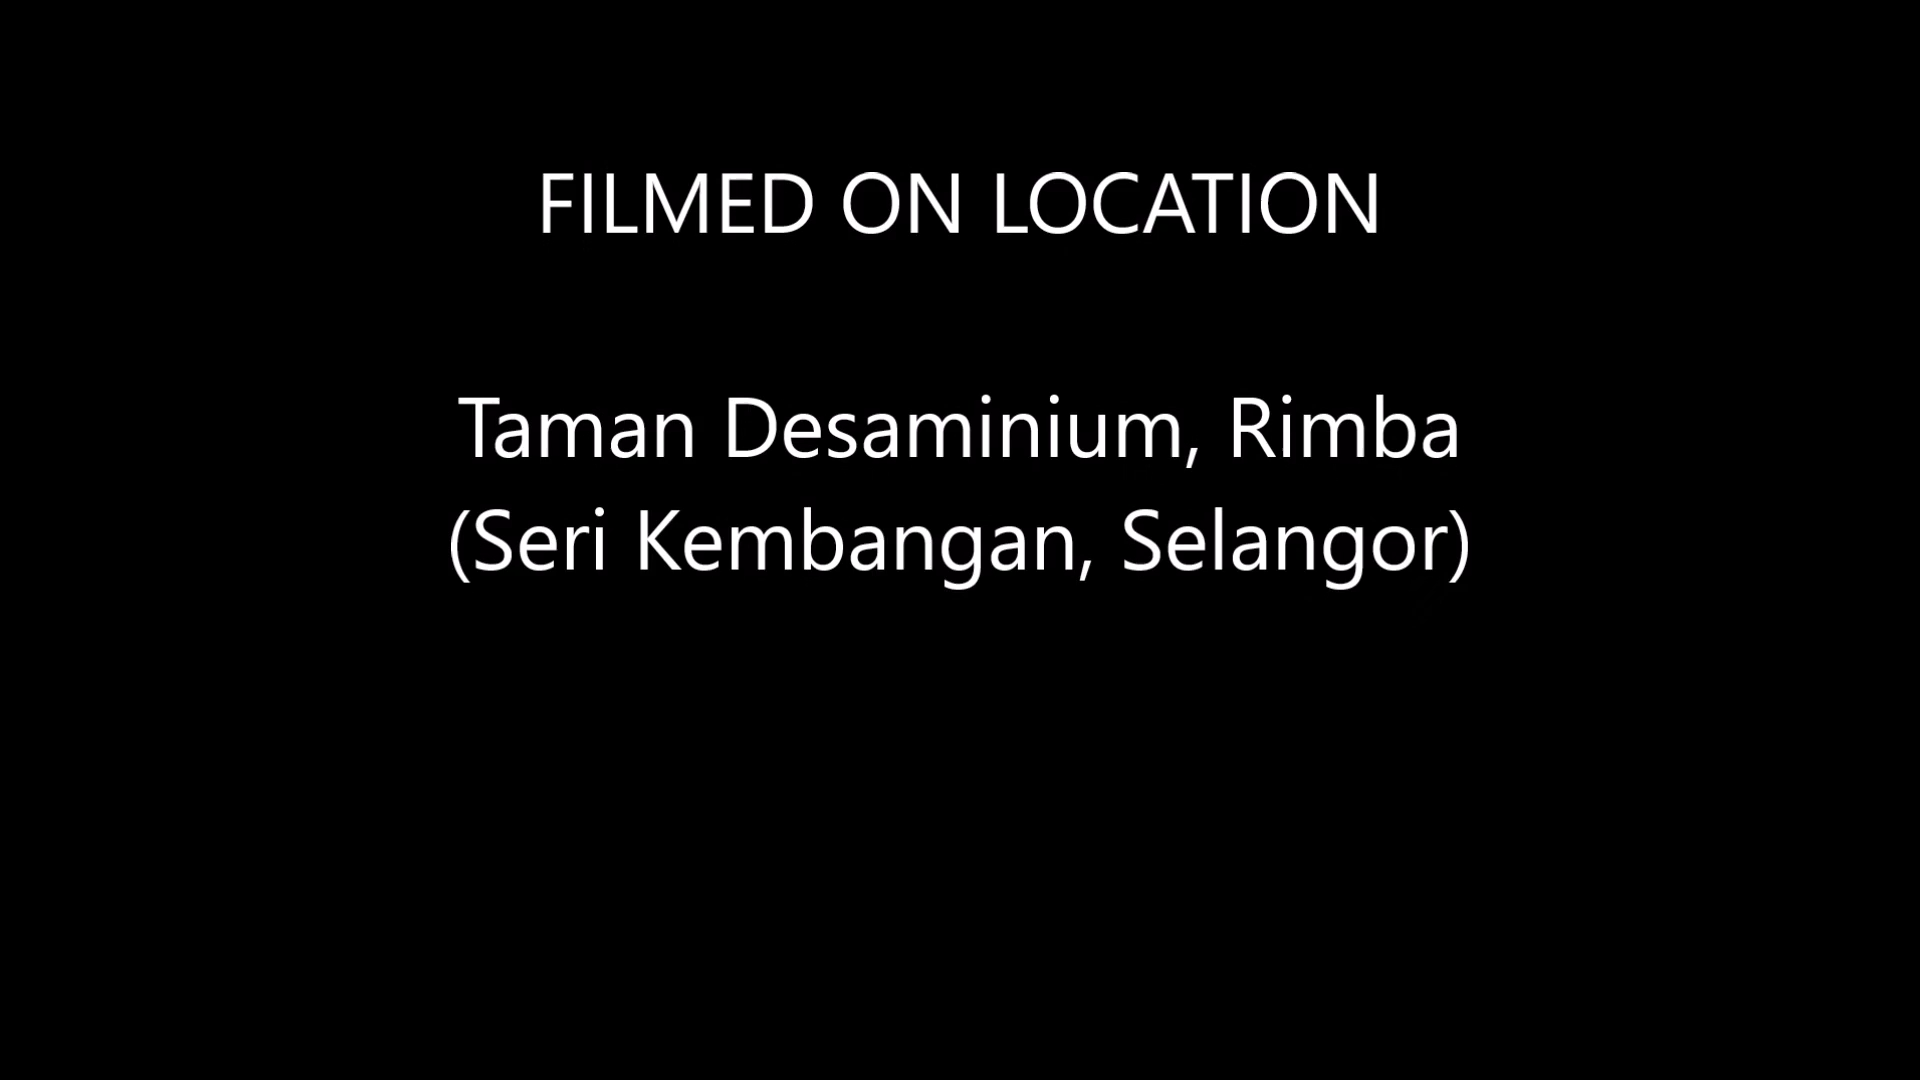 FILMED ON LOCATION
Taman Desaminium, Rimba
(Seri Kembangan, Selangor)